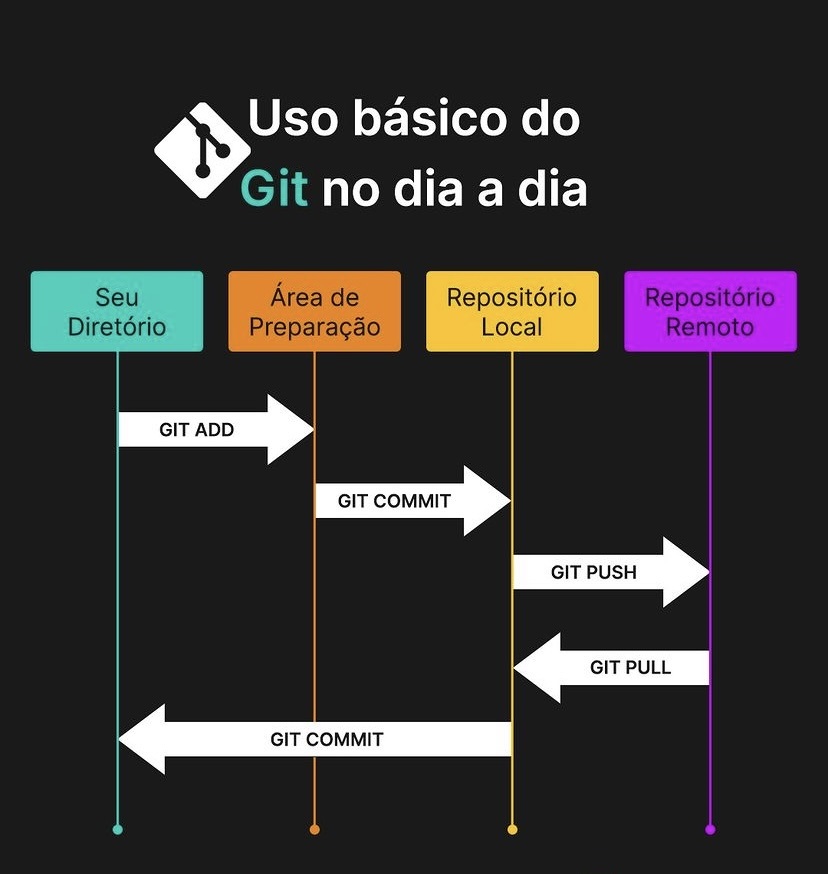 Uso básico do
Git no dia a dia
Seu
Diretório
Área de
Preparação
Repositório
Local
Repositório
Remoto
GIT ADD
GIT COMMIT
GIT PUSH
GIT PULL
GIT COMMIT